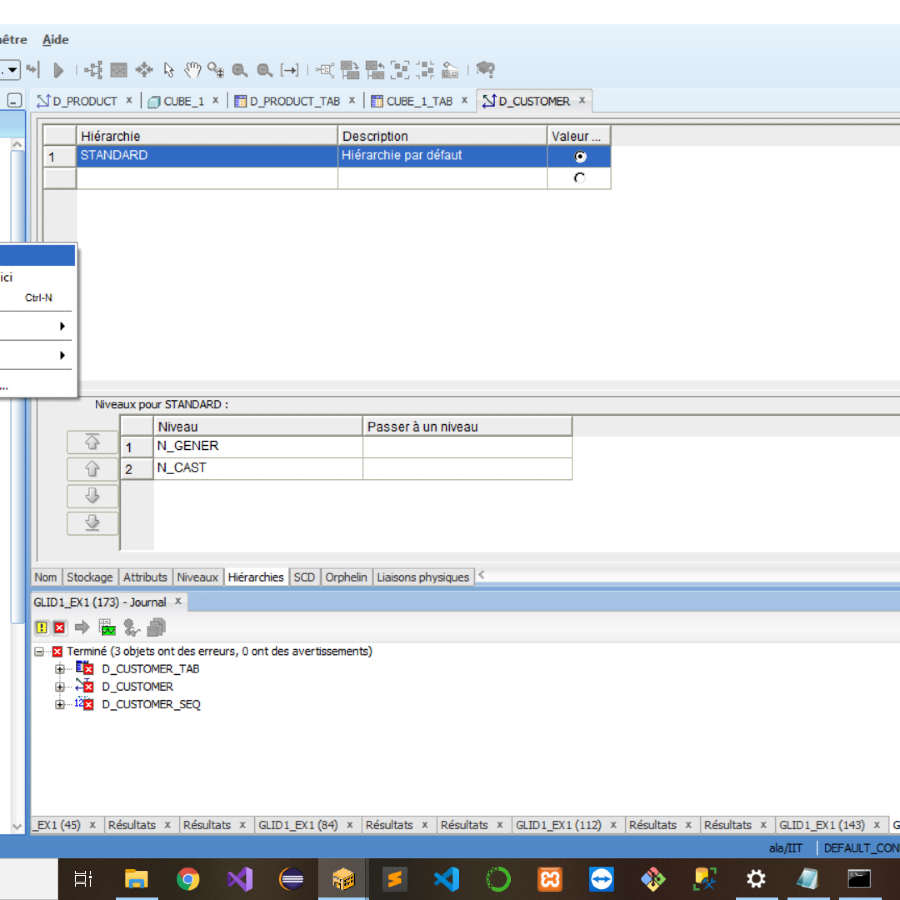 être Aide
D_PRODUCT x CUBE_1 x D_PRODUCT_TAB x CUBE_1_TAB x D_CUSTOMER x
Hiérarchie Description Valeur ...
1 STANDARD Hiérarchie par défaut
ici
Ctrl-N
...
Niveaux pour STANDARD :
Niveau Passer à un niveau
1 N_GENER
2 N_CAST
Nom Stockage Attributs Niveaux Hiérarchies SCD Orphelin Liaisons physiques <
GLID1_EX1 (173) - Journal x
Terminé (3 objets ont des erreurs, 0 ont des avertissements)
D_CUSTOMER_TAB
D_CUSTOMER
D_CUSTOMER_SEQ
_EX1 (45) x Résultats x Résultats x GLID1_EX1 (84) x Résultats x Résultats x GLID1_EX1 (112) x Résultats x Résultats x GLID1_EX1 (143) x G
ala/IIT DEFAULT_CON